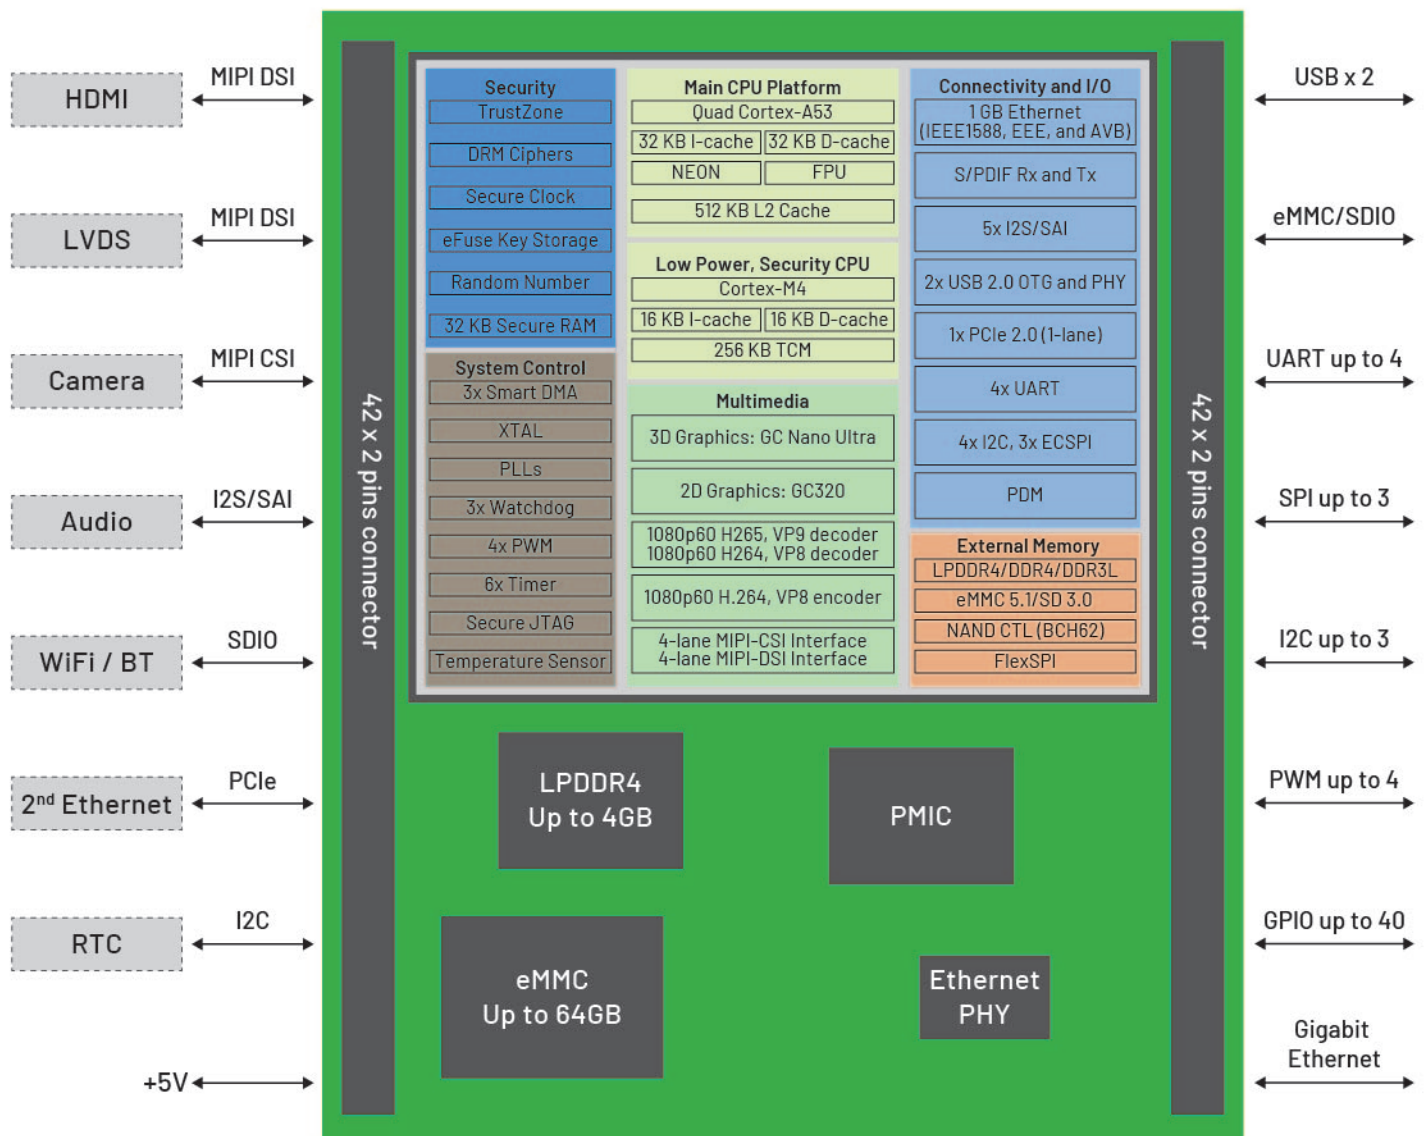 HDMI
MIPI DSI
LVDS
MIPI DSI
Camera
MIPI CSI
Audio
I2S/SAI
WiFi / BT
SDIO
2nd Ethernet
PCIe
RTC
I2C
+5V
42 x 2 pins connector
Security
TrustZone
DRM Ciphers
Secure Clock
eFuse Key Storage
Random Number
32 KB Secure RAM
System Control
3x Smart DMA
XTAL
PLLs
3x Watchdog
4x PWM
6x Timer
Secure JTAG
Temperature Sensor
Main CPU Platform
Quad Cortex-A53
32 KB I-cache
32 KB D-cache
NEON
FPU
512 KB L2 Cache
Low Power, Security CPU
Cortex-M4
16 KB I-cache
16 KB D-cache
256 KB TCM
Multimedia
3D Graphics: GC Nano Ultra
2D Graphics: GC320
1080p60 H265, VP9 decoder
1080p60 H264, VP8 decoder
1080p60 H.264, VP8 encoder
4-lane MIPI-CSI Interface
4-lane MIPI-DSI Interface
Connectivity and I/O
1 GB Ethernet
(IEEE1588, EEE, and AVB)
S/PDIF Rx and Tx
5x I2S/SAI
2x USB 2.0 OTG and PHY
1x PCIe 2.0 (1-lane)
4x UART
4x I2C, 3x ECSPI
PDM
External Memory
LPDDR4/DDR4/DDR3L
eMMC 5.1/SD 3.0
NAND CTL (BCH62)
FlexSPI
LPDDR4
Up to 4GB
PMIC
eMMC
Up to 64GB
Ethernet
PHY
42 x 2 pins connector
USB x 2
eMMC/SDIO
UART up to 4
SPI up to 3
I2C up to 3
PWM up to 4
GPIO up to 40
Gigabit
Ethernet